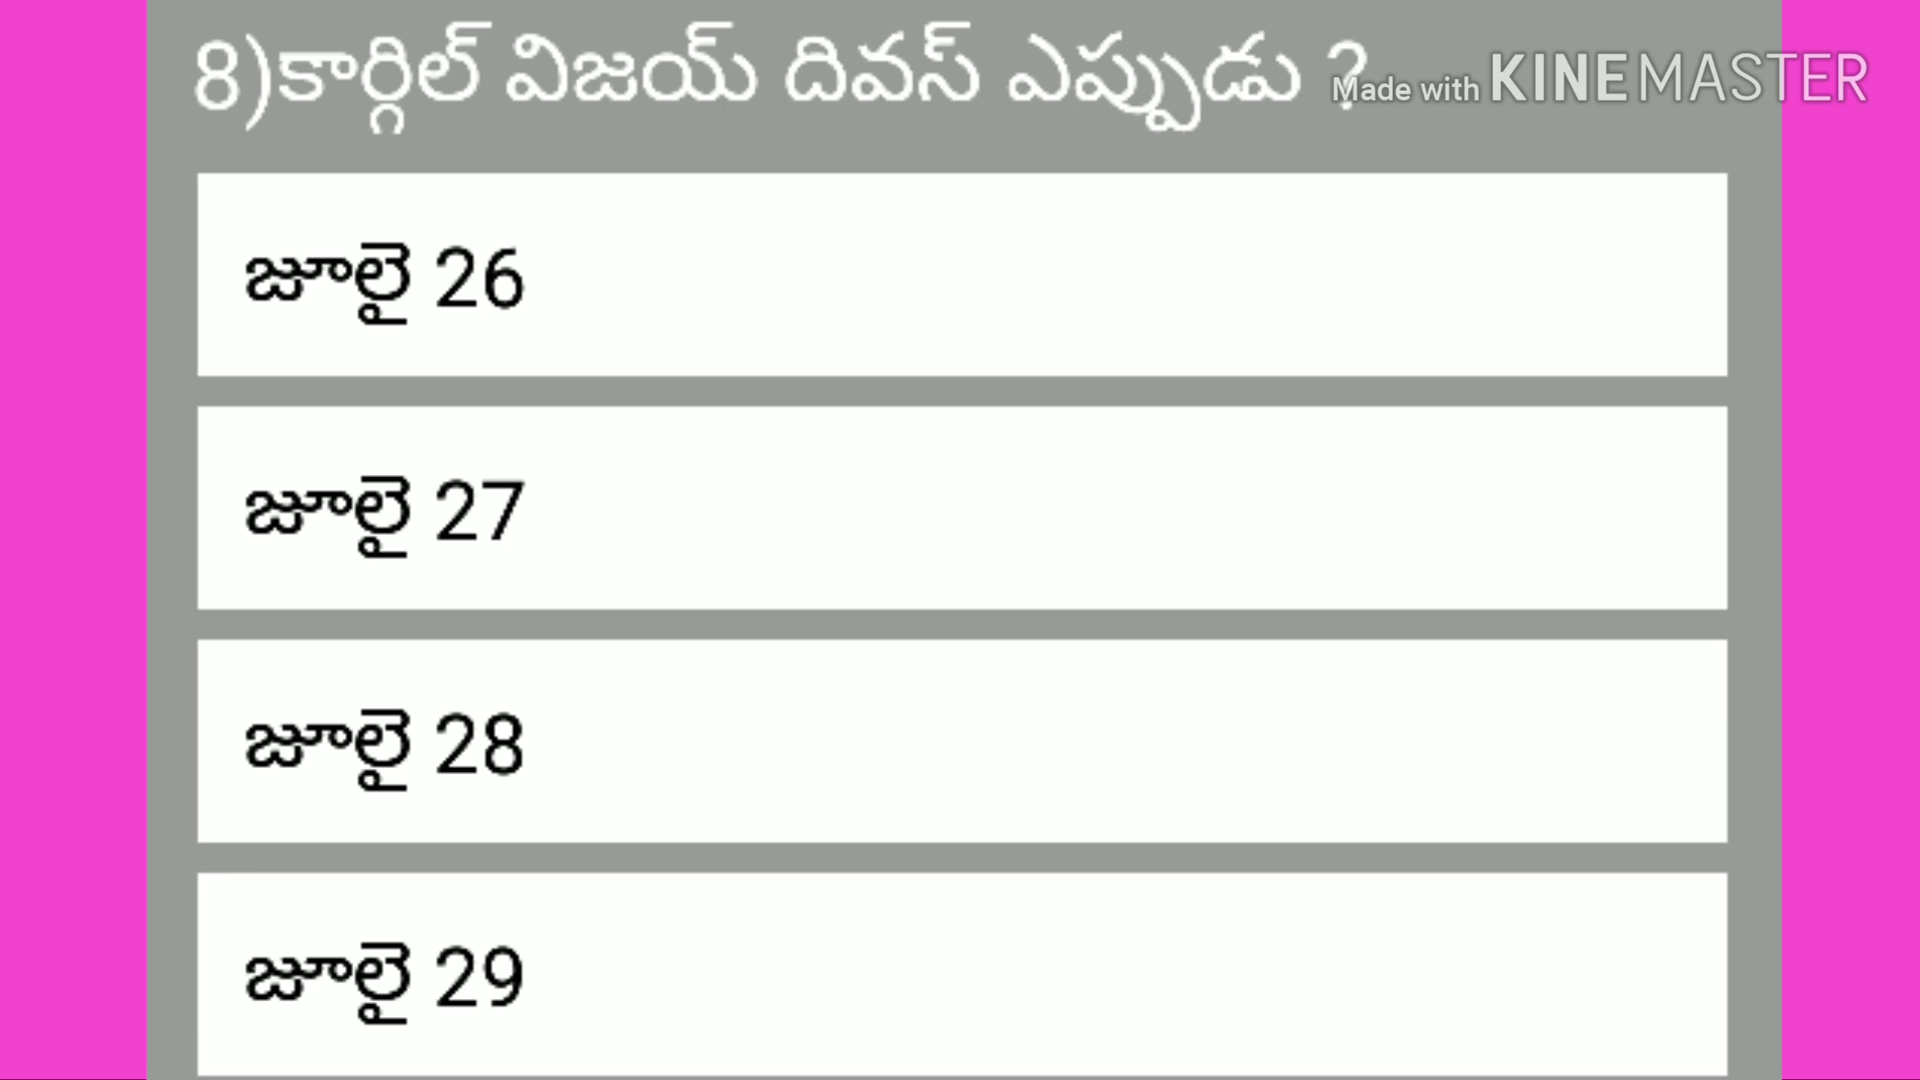 8)కార్గిల్ విజయ్ దివస్ ఎప్పుడు ?
Made with KINEMASTER
జూలై 26
జూలై 27
జూలై 28
జూలై 29